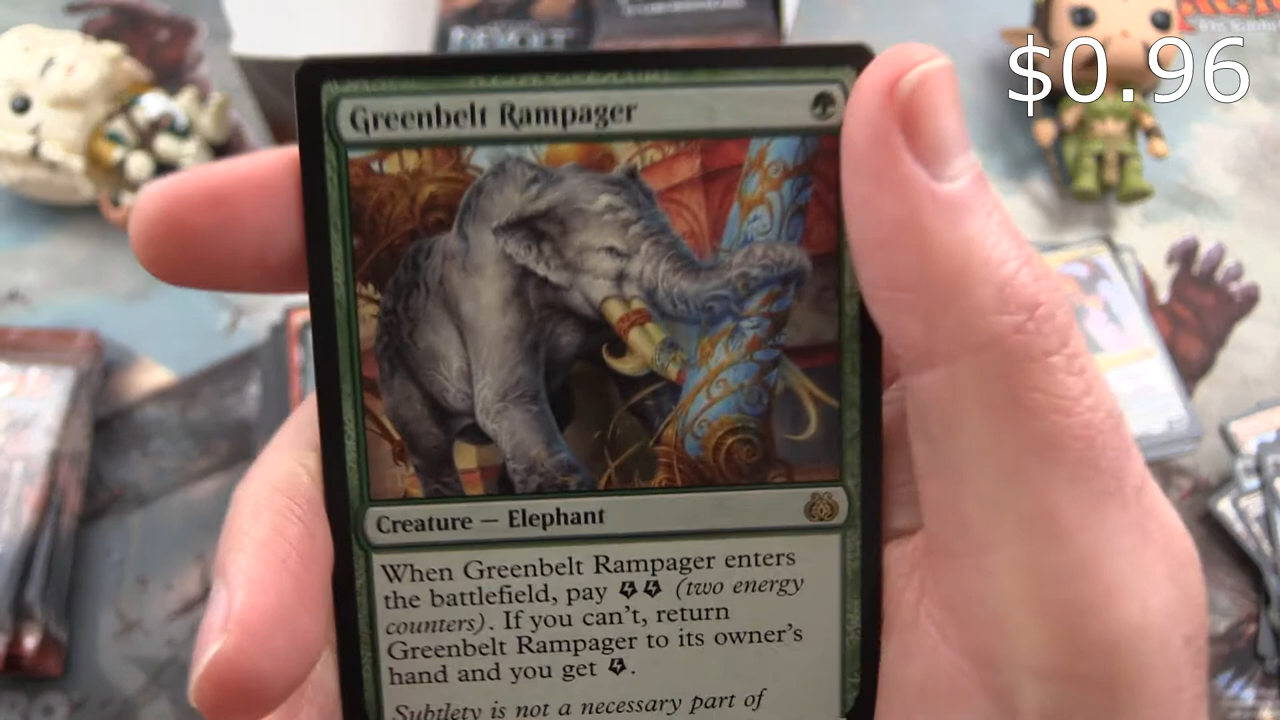 REVOLT
$0.96
Greenbelt Rampager
Creature — Elephant
When Greenbelt Rampager enters
the battlefield, pay (two energy
counters). If you can't, return
Greenbelt Rampager to its owner's
hand and you get .
Subtlety is not a necessary part of